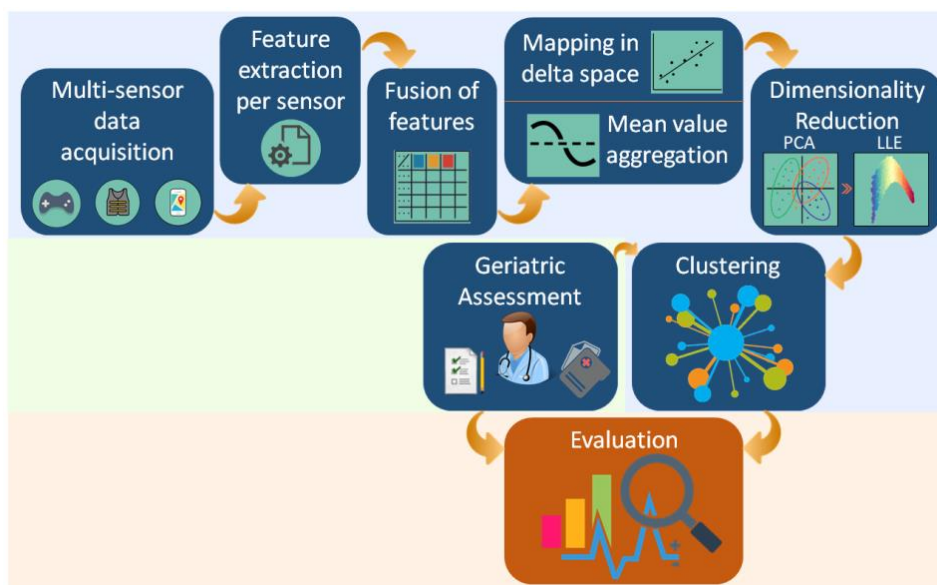 Multi-sensor
data
acquisition
Feature
extraction
per sensor
Fusion of
features
Mapping in
delta space
Mean value
aggregation
Dimensionality
Reduction
PCA
LLE
Geriatric
Assessment
Clustering
Evaluation